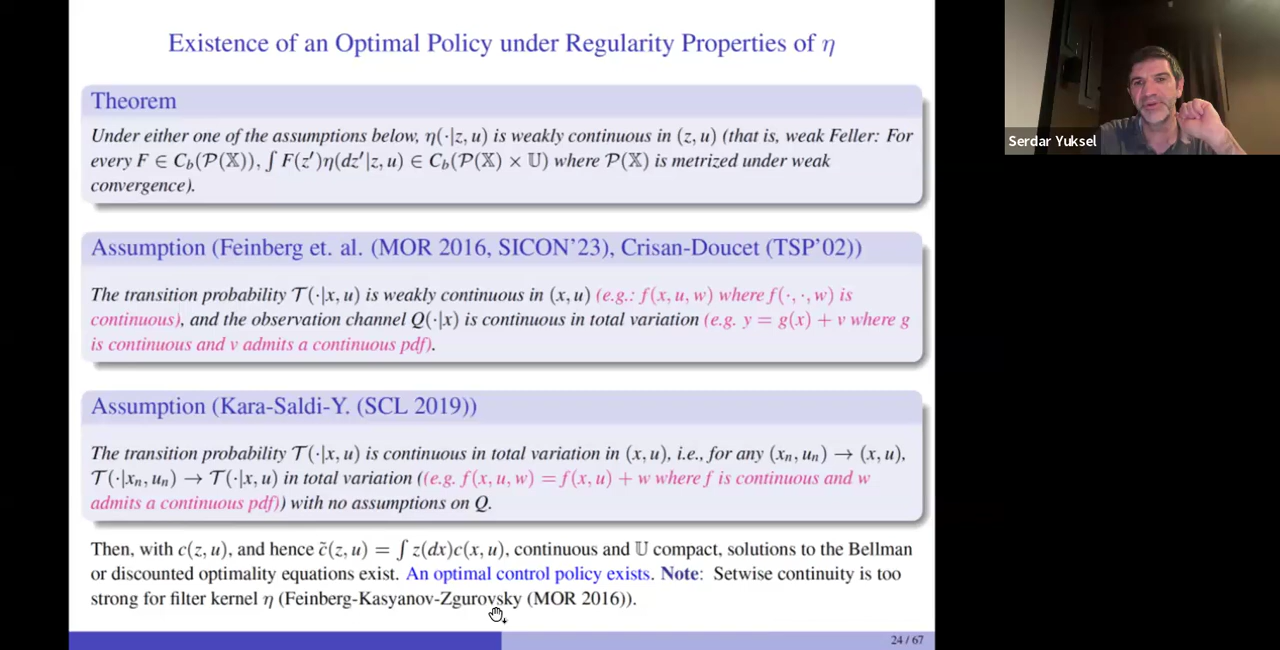 Existence of an Optimal Policy under Regularity Properties of η
Theorem
Under either one of the assumptions below, η(·|z, u) is weakly continuous in (z, u) (that is, weak Feller: For
every F ∈ C_b(𝒫(𝕏)), ∫ F(z′)η(dz′|z, u) ∈ C_b(𝒫(𝕏) × 𝕌) where 𝒫(𝕏) is metrized under weak
convergence).
Assumption (Feinberg et. al. (MOR 2016, SICON'23), Crisan-Doucet (TSP'02))
The transition probability 𝒯(·|x, u) is weakly continuous in (x, u) (e.g.: f(x, u, w) where f(·, ·, w) is
continuous), and the observation channel Q(·|x) is continuous in total variation (e.g. y = g(x) + v where g
is continuous and v admits a continuous pdf).
Assumption (Kara-Saldi-Y. (SCL 2019))
The transition probability 𝒯(·|x, u) is continuous in total variation in (x, u), i.e., for any (x_n, u_n) → (x, u),
𝒯(·|x_n, u_n) → 𝒯(·|x, u) in total variation ((e.g. f(x, u, w) = f(x, u) + w where f is continuous and w
admits a continuous pdf)) with no assumptions on Q.
Then, with c(z, u), and hence c̃(z, u) = ∫ z(dx)c(x, u), continuous and 𝕌 compact, solutions to the Bellman
or discounted optimality equations exist. An optimal control policy exists. Note: Setwise continuity is too
strong for filter kernel η (Feinberg-Kasyanov-Zgurovsky (MOR 2016)).
24 / 67
Serdar Yuksel